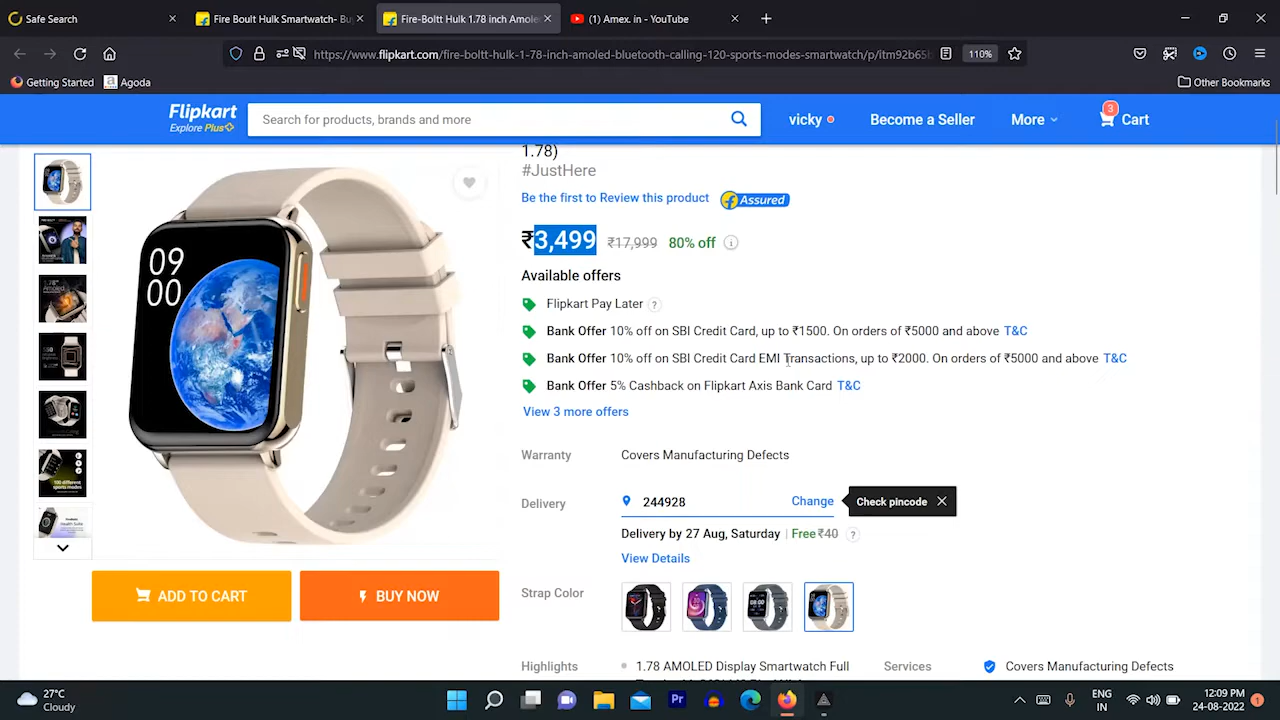 Safe Search
Fire Boult Hulk Smartwatch- Bu
Fire-Boltt Hulk 1.78 inch Amole
(1) Amex. in - YouTube
https://www.flipkart.com/fire-boltt-hulk-1-78-inch-amoled-bluetooth-calling-120-sports-modes-smartwatch/p/itm92b65b
110%
Getting Started
Agoda
Other Bookmarks
Flipkart
Explore Plus
Search for products, brands and more
vicky
Become a Seller
More
3
Cart
1.78)
#JustHere
Be the first to Review this product
Assured
₹3,499 ₹17,999 80% off
Available offers
Flipkart Pay Later ?
Bank Offer 10% off on SBI Credit Card, up to ₹1500. On orders of ₹5000 and above T&C
Bank Offer 10% off on SBI Credit Card EMI Transactions, up to ₹2000. On orders of ₹5000 and above T&C
Bank Offer 5% Cashback on Flipkart Axis Bank Card T&C
View 3 more offers
09
00
Warranty
Covers Manufacturing Defects
Delivery
244928
Change
Check pincode
Delivery by 27 Aug, Saturday | Free ₹40 ?
View Details
ADD TO CART
BUY NOW
Strap Color
Highlights
1.78 AMOLED Display Smartwatch Full
Services
Covers Manufacturing Defects
27°C
Cloudy
Pr
ENG
IN
12:09 PM
24-08-2022
1